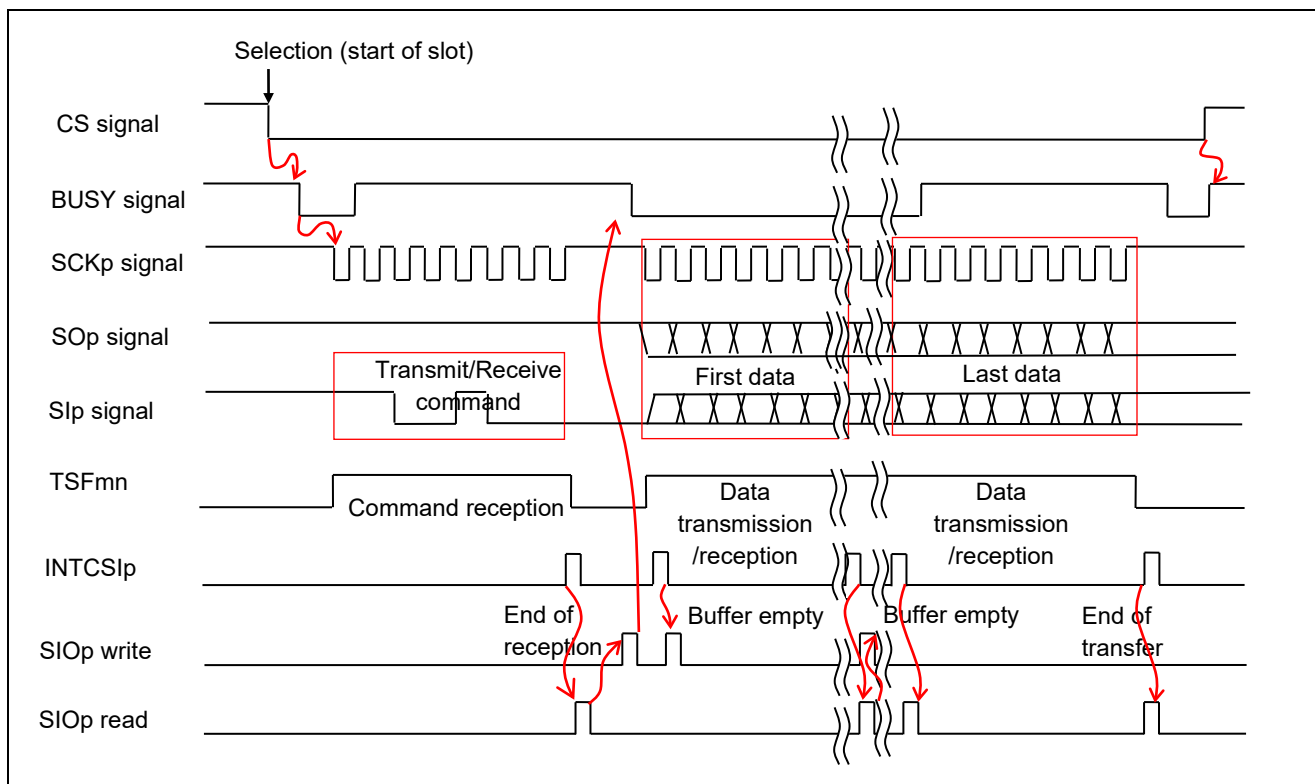 Selection (start of slot)
CS signal
BUSY signal
SCKp signal
SOp signal
Transmit/Receive
command
First data
Last data
SIp signal
TSFmn
Command reception
Data
transmission
/reception
Data
transmission
/reception
INTCSIp
End of
reception
Buffer empty
Buffer empty
End of
transfer
SIOp write
SIOp read